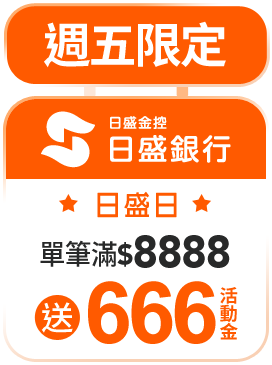 週五限定
日盛金控
日盛銀行
★ 日盛日 ★
單筆滿$8888
送666活動金